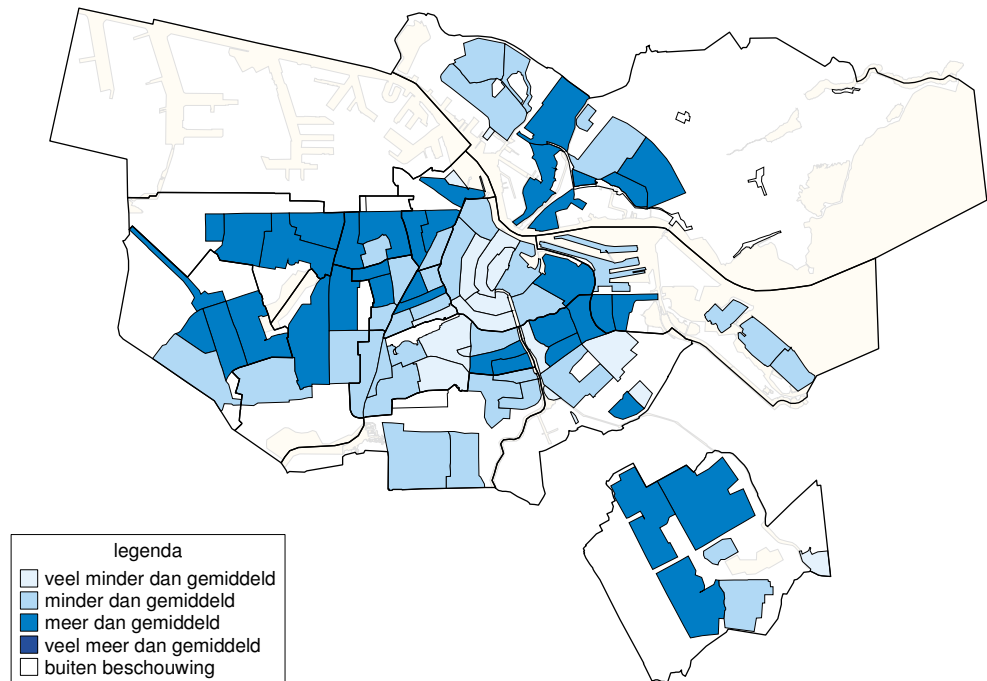 legenda
veel minder dan gemiddeld
minder dan gemiddeld
meer dan gemiddeld
veel meer dan gemiddeld
buiten beschouwing